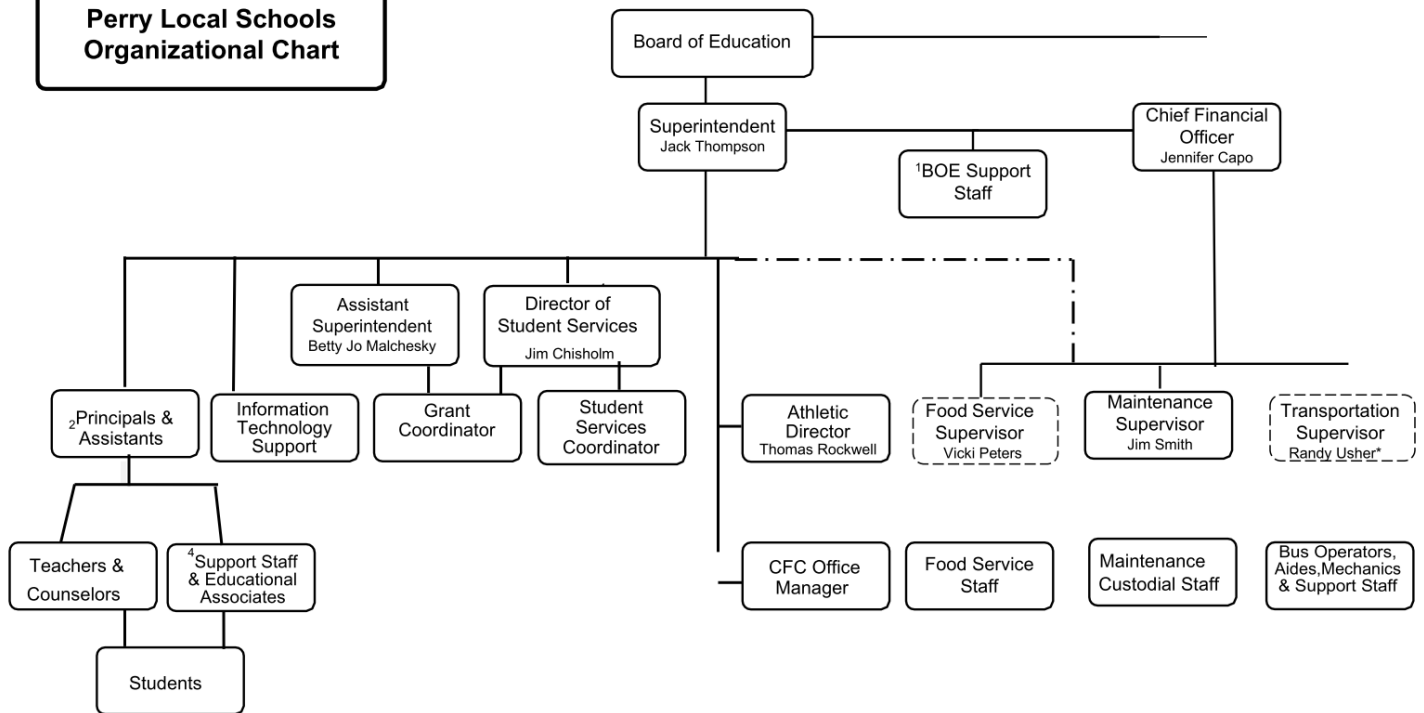 Perry Local Schools
Organizational Chart
Board of Education
Superintendent
Jack Thompson
Chief Financial
Officer
Jennifer Capo
¹BOE Support
Staff
Assistant
Superintendent
Betty Jo Malchesky
Director of
Student Services
Jim Chisholm
₂Principals &
Assistants
Information
Technology
Support
Grant
Coordinator
Student
Services
Coordinator
Athletic
Director
Thomas Rockwell
Food Service
Supervisor
Vicki Peters
Maintenance
Supervisor
Jim Smith
Transportation
Supervisor
Randy Usher*
Teachers &
Counselors
⁴Support Staff
& Educational
Associates
CFC Office
Manager
Food Service
Staff
Maintenance
Custodial Staff
Bus Operators,
Aides,Mechanics
& Support Staff
Students